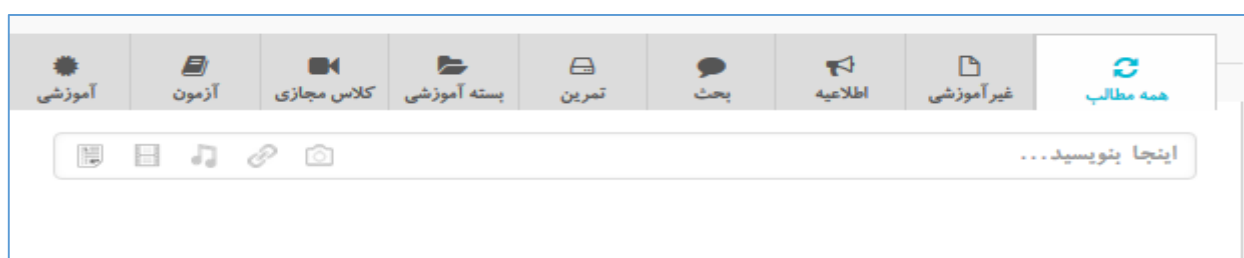 همه مطالب
غیرآموزشی
اطلاعیه
بحث
تمرین
بسته آموزشی
کلاس مجازی
آزمون
آموزشی
اینجا بنویسید...